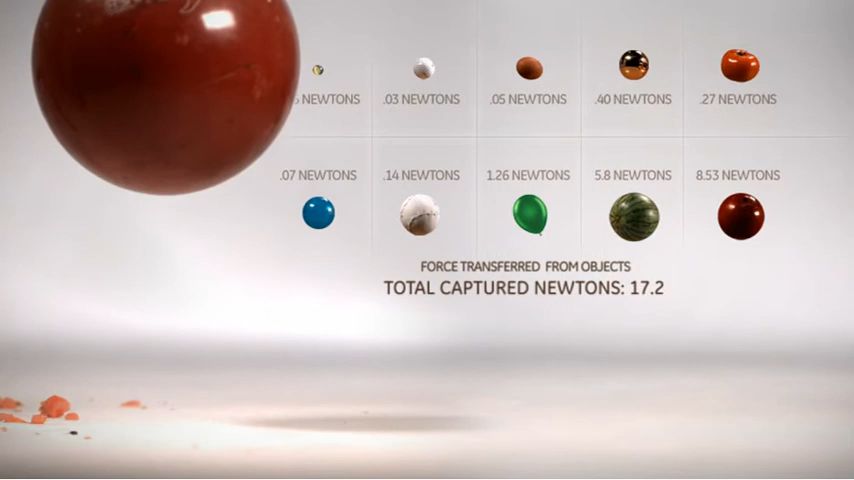 NEWTONS .03 NEWTONS .05 NEWTONS .40 NEWTONS .27 NEWTONS
.07 NEWTONS .14 NEWTONS 1.26 NEWTONS 5.8 NEWTONS 8.53 NEWTONS
FORCE TRANSFERRED FROM OBJECTS
TOTAL CAPTURED NEWTONS: 17.2